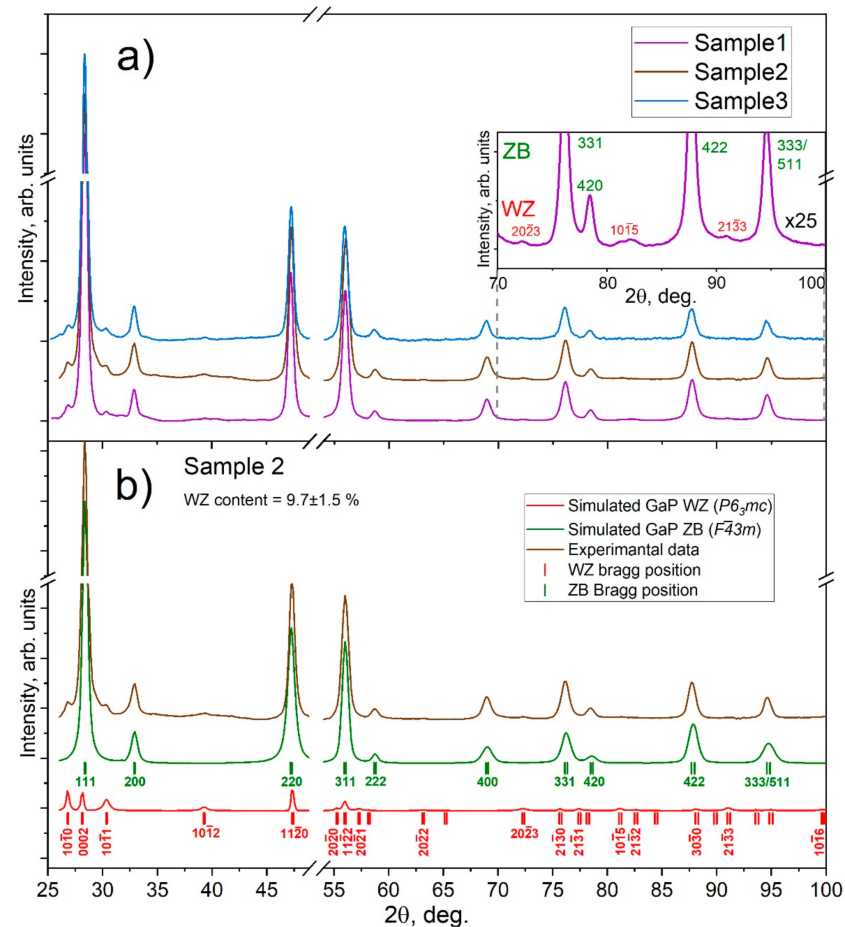 a)
Sample1
Sample2
Sample3
Intensity, arb. units
Intensity, arb. units
ZB
331
420
422
333/
511
WZ
202̅3
101̅5
213̅3
x25
70 80 90 100
2θ, deg.
b)
Sample 2
WZ content = 9.7±1.5 %
Simulated GaP WZ (P6₃mc)
Simulated GaP ZB (F4̅3m)
Experimantal data
WZ bragg position
ZB Bragg position
Intensity, arb. units
111 200 220 311 222 400 331 420 422 333/511
101̅0 0002 101̅1 101̅2 112̅0 202̅0 112̅2 202̅1 202̅2 202̅3 213̅0 213̅1 101̅5 213̅2 303̅0 213̅3 101̅6
25 30 35 40 45 55 60 65 70 75 80 85 90 95 100
2θ, deg.